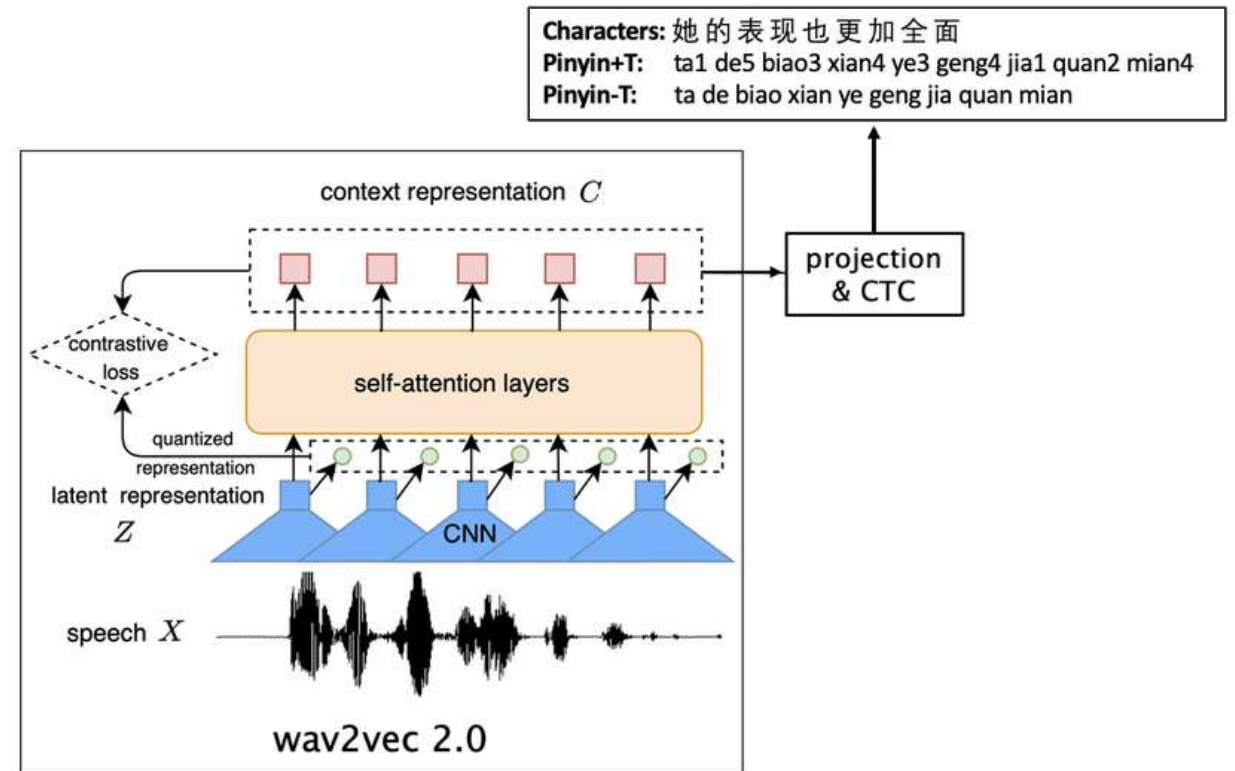 Characters: 她的表现也更加全面
Pinyin+T: ta1 de5 biao3 xian4 ye3 geng4 jia1 quan2 mian4
Pinyin-T: ta de biao xian ye geng jia quan mian
context representation C
projection
& CTC
contrastive
loss
self-attention layers
quantized
representation
latent representation
Z
CNN
speech X
wav2vec 2.0